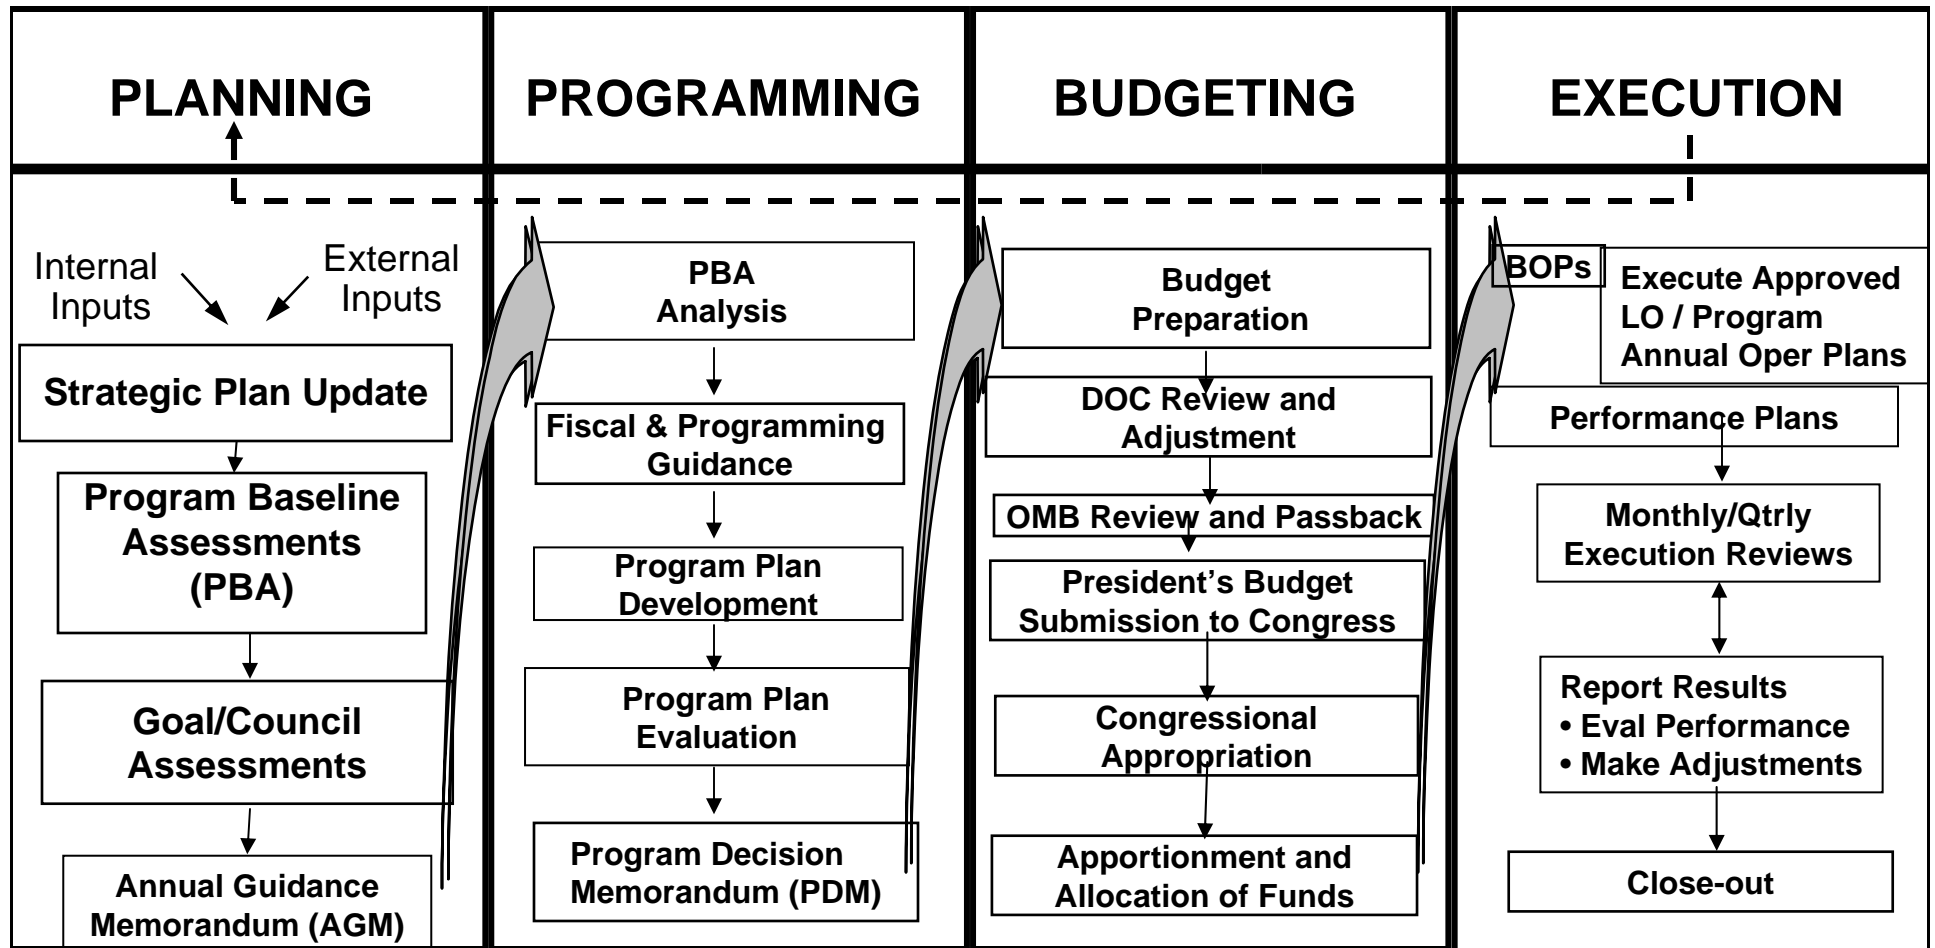 PLANNING
PROGRAMMING
BUDGETING
EXECUTION
Internal
Inputs
External
Inputs
Strategic Plan Update
Program Baseline
Assessments
(PBA)
Goal/Council
Assessments
Annual Guidance
Memorandum (AGM)
PBA
Analysis
Fiscal & Programming
Guidance
Program Plan
Development
Program Plan
Evaluation
Program Decision
Memorandum (PDM)
Budget
Preparation
DOC Review and
Adjustment
OMB Review and Passback
President’s Budget
Submission to Congress
Congressional
Appropriation
Apportionment and
Allocation of Funds
BOPs
Execute Approved
LO / Program
Annual Oper Plans
Performance Plans
Monthly/Qtrly
Execution Reviews
Report Results
• Eval Performance
• Make Adjustments
Close-out